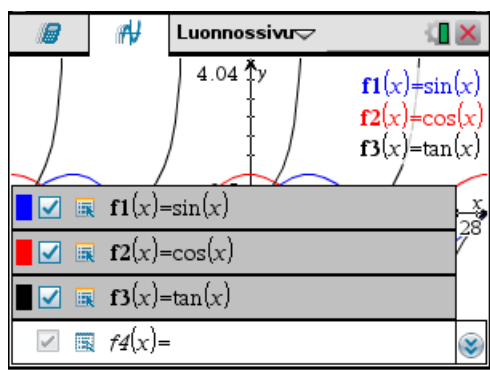 Luonnossivu
4.04 y
f1(x)=sin(x)
f2(x)=cos(x)
f3(x)=tan(x)
x
28
f1(x)=sin(x)
f2(x)=cos(x)
f3(x)=tan(x)
f4(x)=